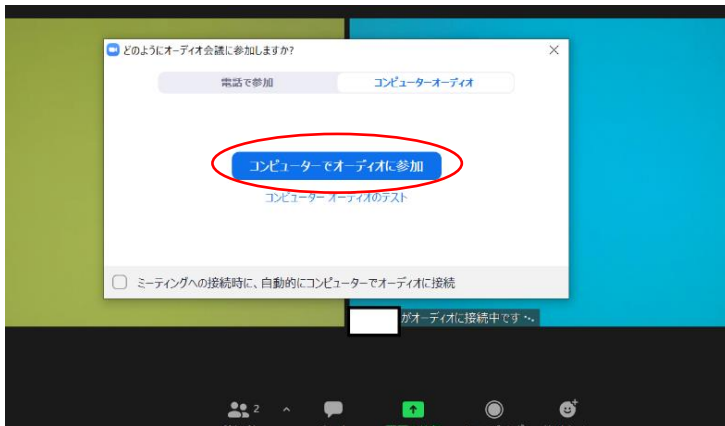 どのようにオーディオ会議に参加しますか?
電話で参加
コンピューターオーディオ
コンピューターでオーディオに参加
コンピューター オーディオのテスト
ミーティングへの接続時に、自動的にコンピューターでオーディオに接続
がオーディオに接続中です
2